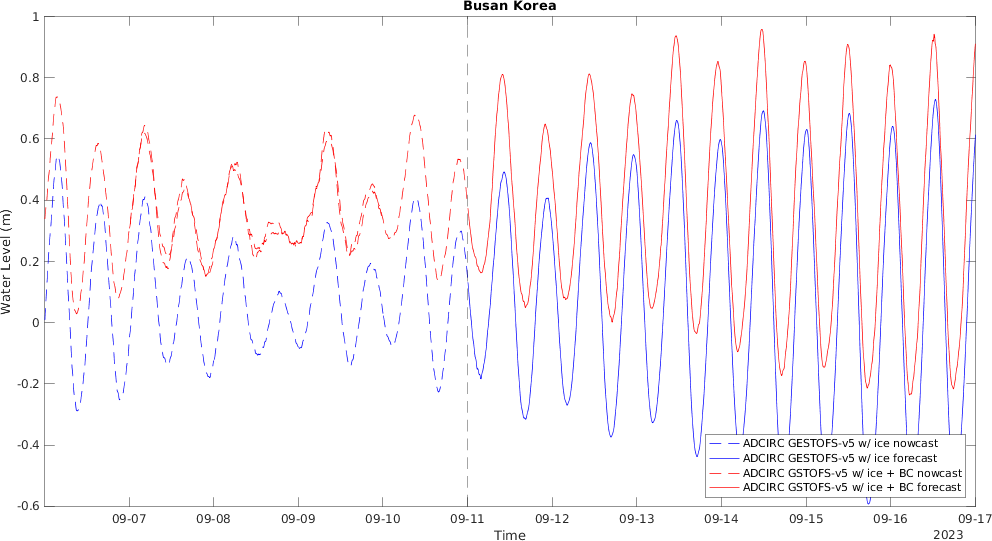 Busan Korea
Water Level (m)
1
0.8
0.6
0.4
0.2
0
-0.2
-0.4
-0.6
ADCIRC GESTOFS-v5 w/ ice nowcast
ADCIRC GESTOFS-v5 w/ ice forecast
ADCIRC GSTOFS-v5 w/ ice + BC nowcast
ADCIRC GSTOFS-v5 w/ ice + BC forecast
09-07 09-08 09-09 09-10 09-11 09-12 09-13 09-14 09-15 09-16 09-17
Time
2023